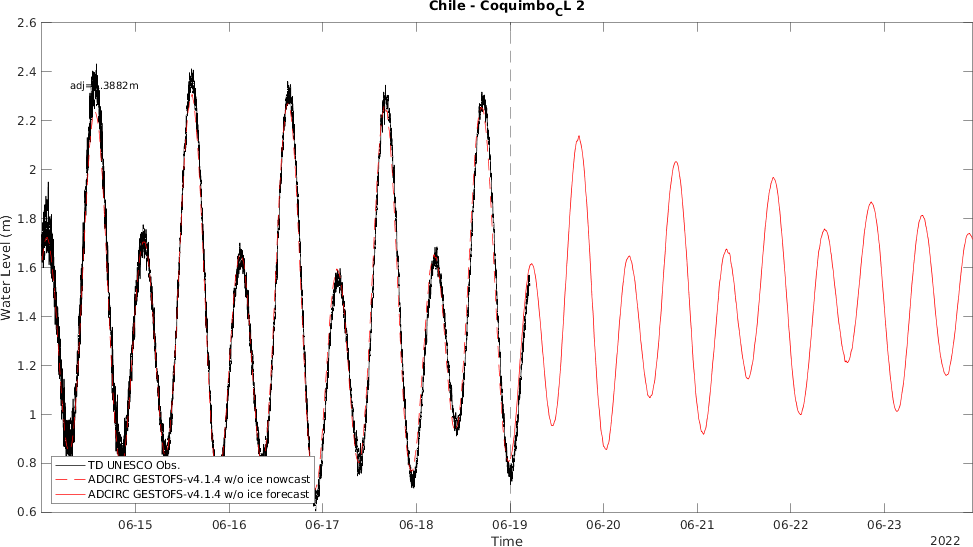 Chile - CoquimboCL 2
2.6
2.4
2.2
2
1.8
1.6
1.4
1.2
1
0.8
0.6
Water Level (m)
TD UNESCO Obs.
ADCIRC GESTOFS-v4.1.4 w/o ice nowcast
ADCIRC GESTOFS-v4.1.4 w/o ice forecast
06-15 06-16 06-17 06-18 06-19 06-20 06-21 06-22 06-23
Time
2022